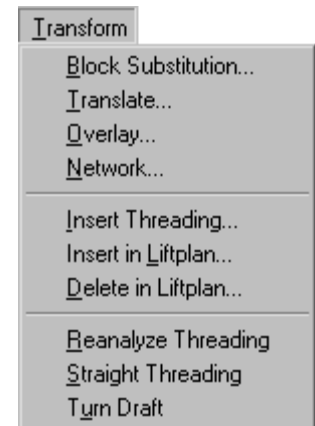 Transform
Block Substitution...
Translate...
Overlay...
Network...
Insert Threading...
Insert in Liftplan...
Delete in Liftplan...
Reanalyze Threading
Straight Threading
Turn Draft